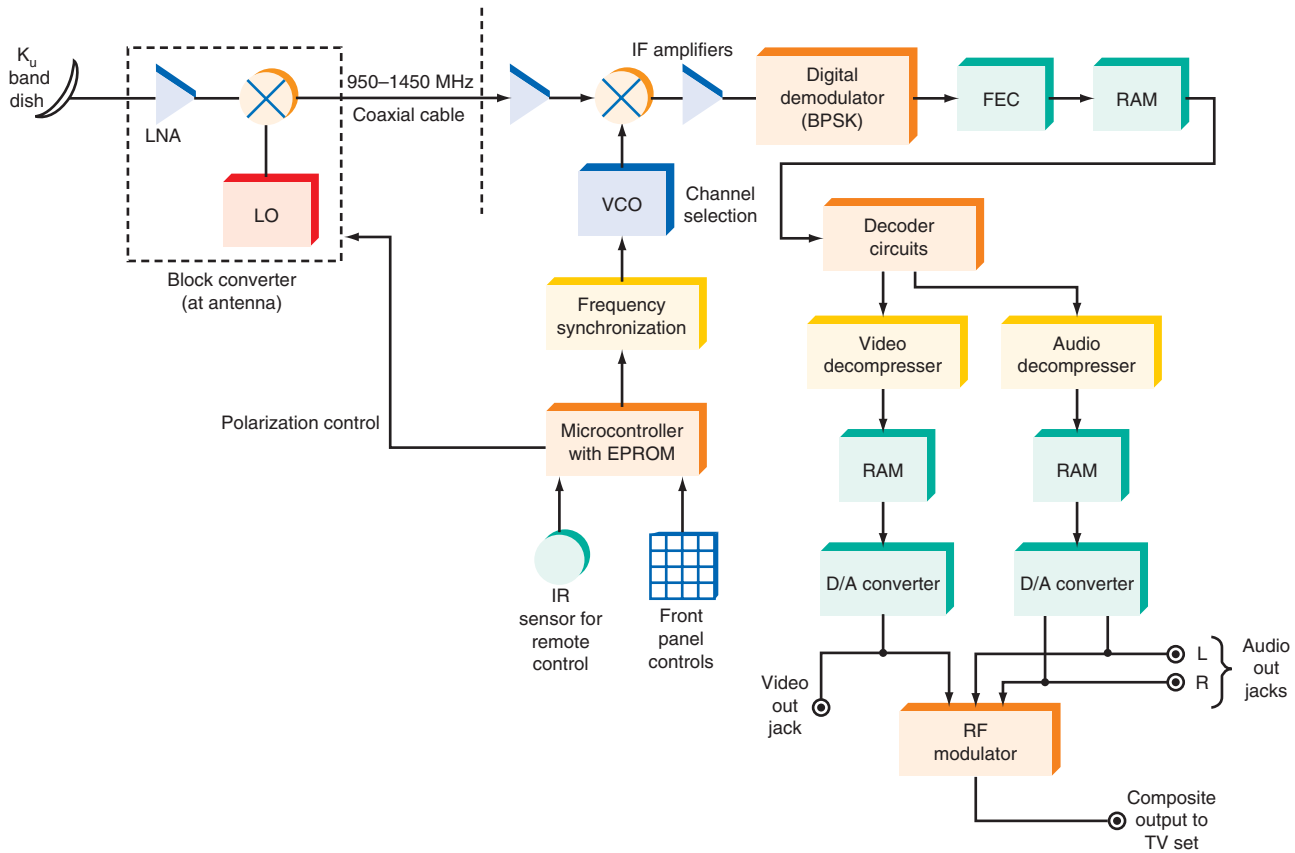 K<sub>u</sub>
band
dish
LNA
LO
Block converter
(at antenna)
950–1450 MHz
Coaxial cable
IF amplifiers
VCO
Channel
selection
Digital
demodulator
(BPSK)
FEC
RAM
Frequency
synchronization
Polarization control
Microcontroller
with EPROM
IR
sensor for
remote
control
Front
panel
controls
Decoder
circuits
Video
decompresser
Audio
decompresser
RAM
RAM
D/A converter
D/A converter
Video
out
jack
L
R
Audio
out
jacks
RF
modulator
Composite
output to
TV set